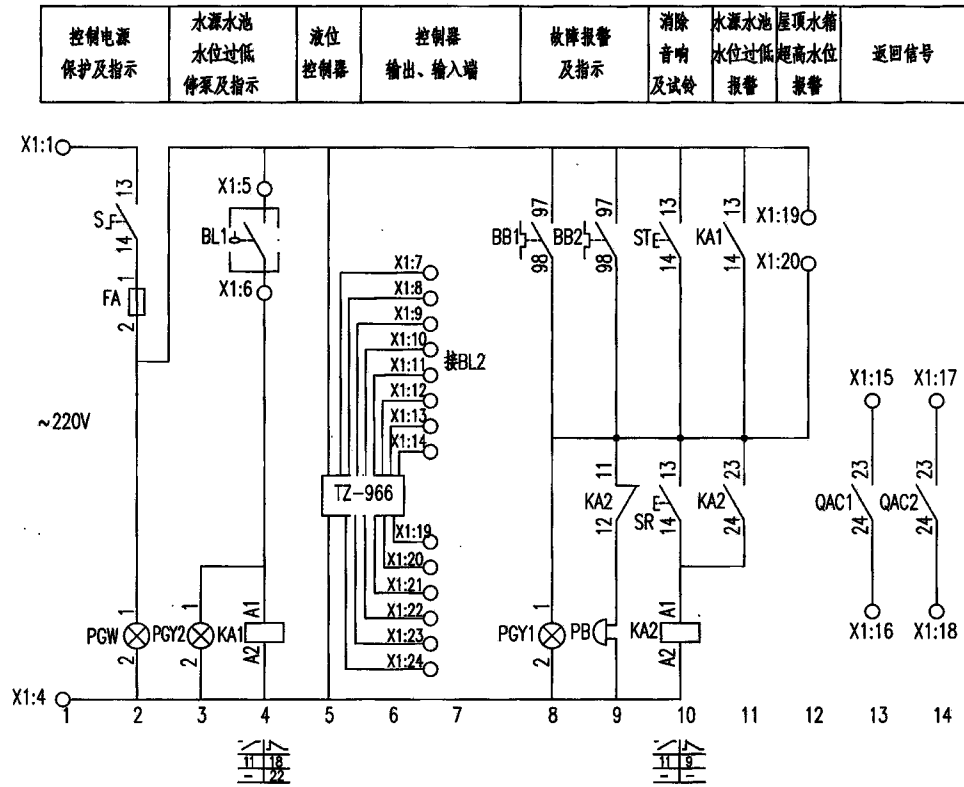 控制电源
保护及指示
水源水池
水位过低
停泵及指示
液位
控制器
控制器
输出、输入端
故障报警
及指示
消除
音响
及试铃
水源水池
水位过低
报警
屋顶水箱
超高水位
报警
返回信号
X1:1
13
S
14
1
FA
2
~220V
PGW
1
2
X1:4
X1:5
BL1
X1:6
PGY2
1
2
KA1
A1
A2
X1:7
X1:8
X1:9
X1:10
X1:11
X1:12
X1:13
X1:14
接BL2
TZ-966
X1:19
X1:20
X1:21
X1:22
X1:23
X1:24
BB1
97
98
BB2
97
98
ST
E
13
14
KA1
13
14
X1:19
X1:20
KA2
11
12
E
SR
13
14
KA2
23
24
PGY1
1
2
PB
KA2
A1
A2
X1:15
X1:17
QAC1
23
24
QAC2
23
24
X1:16
X1:18
1 2 3 4 5 6 7 8 9 10 11 12 13 14
11 18
- 22
11 9
- -